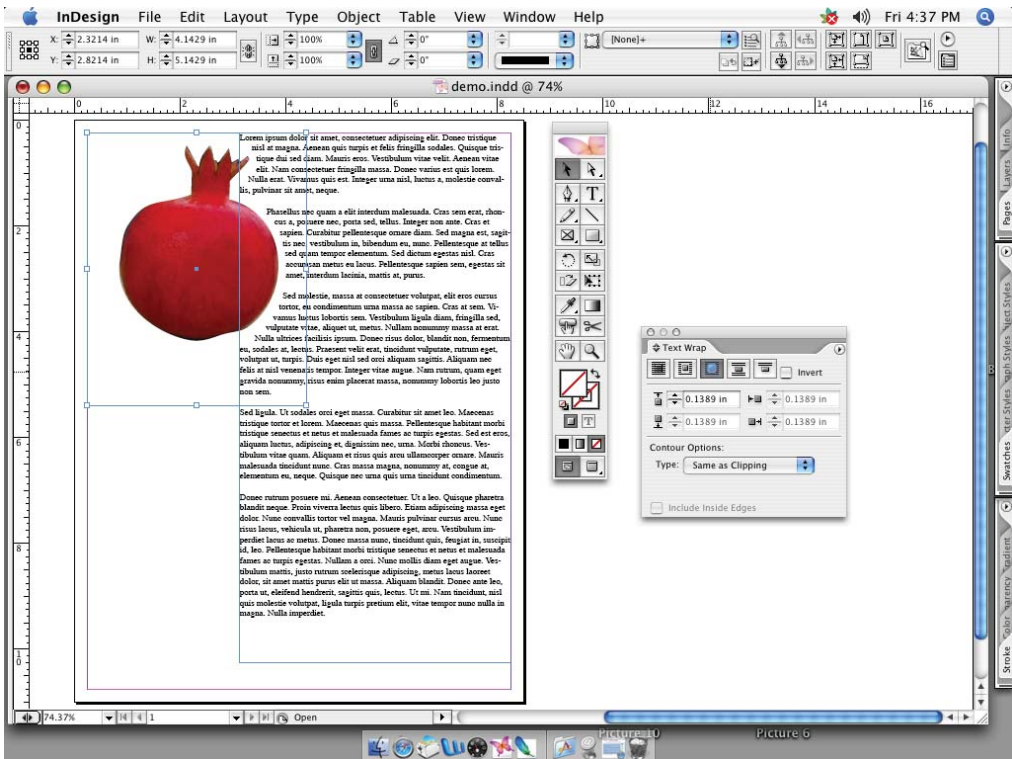 InDesign File Edit Layout Type Object Table View Window Help Fri 4:37 PM
X: 2.3214 in W: 4.1429 in 100% 0° [None]+
Y: 2.8214 in H: 5.1429 in 100% 0°
demo.indd @ 74%
0 2 4 6 8 10 12 14 16
0
2
4
6
8
10
Lorem ipsum dolor sit amet, consectetuer adipiscing elit. Donec tristique
nisl at magna. Aenean quis turpis et felis fringilla sodales. Quisque tris-
tique dui sed diam. Mauris eros. Vestibulum vitae velit. Aenean vitae
elit. Nam consectetuer fringilla massa. Donec varius est quis lorem.
Nulla erat. Vivamus quis est. Integer urna nisl, luctus a, molestie conval-
lis, pulvinar sit amet, neque.
Phasellus nec quam a elit interdum malesuada. Cras sem erat, rhon-
cus a, posuere nec, porta sed, tellus. Integer non ante. Cras et
sapien. Curabitur pellentesque ornare diam. Sed magna est, sagit-
tis nec, vestibulum in, bibendum eu, nunc. Pellentesque at tellus
sed quam tempor elementum. Sed dictum egestas nisl. Cras
accumsan metus eu lacus. Pellentesque sapien sem, egestas sit
amet, interdum lacinia, mattis at, purus.
Sed molestie, massa at consectetuer volutpat, elit eros cursus
tortor, eu condimentum urna massa ac sapien. Cras at sem. Vi-
vamus luctus lobortis sem. Vestibulum ligula diam, fringilla sed,
vulputate vitae, aliquet ut, metus. Nullam nonummy massa at erat.
Nulla ultrices facilisis ipsum. Donec risus dolor, blandit non, fermentum
eu, sodales at, lectus. Praesent velit erat, tincidunt vulputate, rutrum eget,
volutpat ut, turpis. Duis eget nisl sed orci aliquam sagittis. Aliquam nec
felis at nisl venenatis tempor. Integer vitae augue. Nam rutrum, quam eget
gravida nonummy, risus enim placerat massa, nonummy lobortis leo justo
non sem.
Sed ligula. Ut sodales orci eget massa. Curabitur sit amet leo. Maecenas
tristique tortor et lorem. Maecenas quis massa. Pellentesque habitant morbi
tristique senectus et netus et malesuada fames ac turpis egestas. Sed est eros,
aliquam luctus, adipiscing et, dignissim nec, urna. Morbi rhoncus. Ves-
tibulum vitae quam. Aliquam et risus quis arcu ullamcorper ornare. Mauris
malesuada tincidunt nunc. Cras massa magna, nonummy at, congue at,
elementum eu, neque. Quisque nec urna quis urna tincidunt condimentum.
Donec rutrum posuere mi. Aenean consectetuer. Ut a leo. Quisque pharetra
blandit neque. Proin viverra lectus quis libero. Etiam adipiscing massa eget
dolor. Nunc convallis tortor vel magna. Mauris pulvinar cursus arcu. Nunc
risus lacus, vehicula ut, pharetra non, posuere eget, arcu. Vestibulum im-
perdiet lacus ac metus. Donec massa nunc, tincidunt quis, feugiat in, suscipit
id, leo. Pellentesque habitant morbi tristique senectus et netus et malesuada
fames ac turpis egestas. Nullam a orci. Nunc mollis diam eget augue. Ves-
tibulum mattis, justo rutrum scelerisque adipiscing, metus lacus laoreet
dolor, sit amet mattis purus elit ut massa. Aliquam blandit. Donec ante leo,
porta ut, eleifend hendrerit, sagittis quis, lectus. Ut mi. Nam tincidunt, nisl
quis molestie volutpat, ligula turpis pretium elit, vitae tempor nunc nulla in
magna. Nulla imperdiet.
T
T
Text Wrap
Invert
0.1389 in 0.1389 in
0.1389 in 0.1389 in
Contour Options:
Type: Same as Clipping
Include Inside Edges
Info
Layers
Pages
Swatches
Stroke
74.37% 1 Open
Picture 10 Picture 6